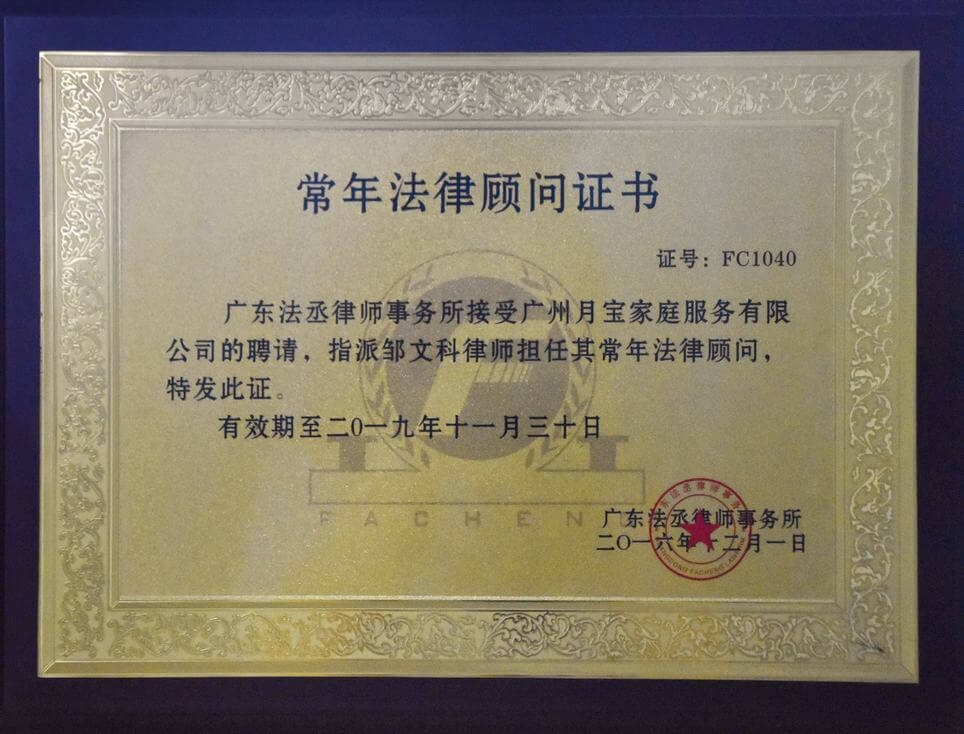 常年法律顾问证书
证号：FC1040
广东法丞律师事务所接受广州月宝家庭服务有限
公司的聘请，指派邹文科律师担任其常年法律顾问，
特发此证。
有效期至二0一九年十一月三十日
FACHENG
广东法丞律师事务所
二O一六年十二月一日